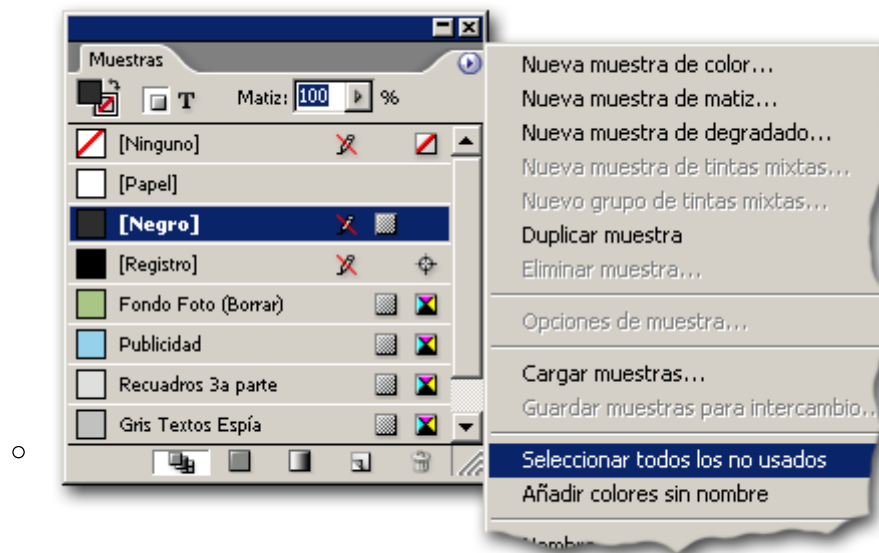 Muestras
T Matiz: 100 %
[Ninguno]
[Papel]
[Negro]
[Registro]
Fondo Foto (Borrar)
Publicidad
Recuadros 3a parte
Gris Textos Espía
Nueva muestra de color...
Nueva muestra de matiz...
Nueva muestra de degradado...
Nueva muestra de tintas mixtas...
Nuevo grupo de tintas mixtas...
Duplicar muestra
Eliminar muestra...
Opciones de muestra...
Cargar muestras...
Guardar muestras para intercambio..
Seleccionar todos los no usados
Añadir colores sin nombre